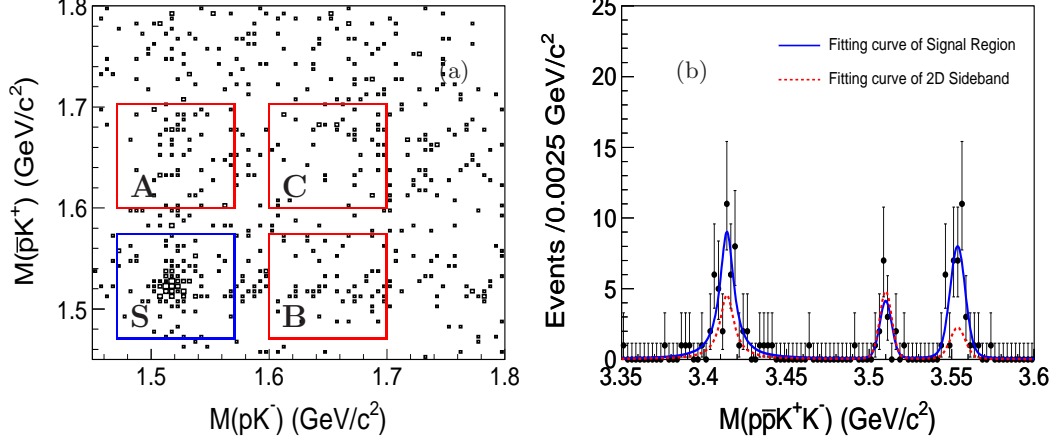 M(p̅K⁺) (GeV/c²)
1.8
1.7
1.6
1.5
(a)
A
C
S
B
1.5
1.6
1.7
1.8
M(pK⁻) (GeV/c²)
Events /0.0025 GeV/c²
25
20
15
10
5
0
(b)
Fitting curve of Signal Region
Fitting curve of 2D Sideband
3.35
3.4
3.45
3.5
3.55
3.6
M(pp̅K⁺K⁻) (GeV/c²)